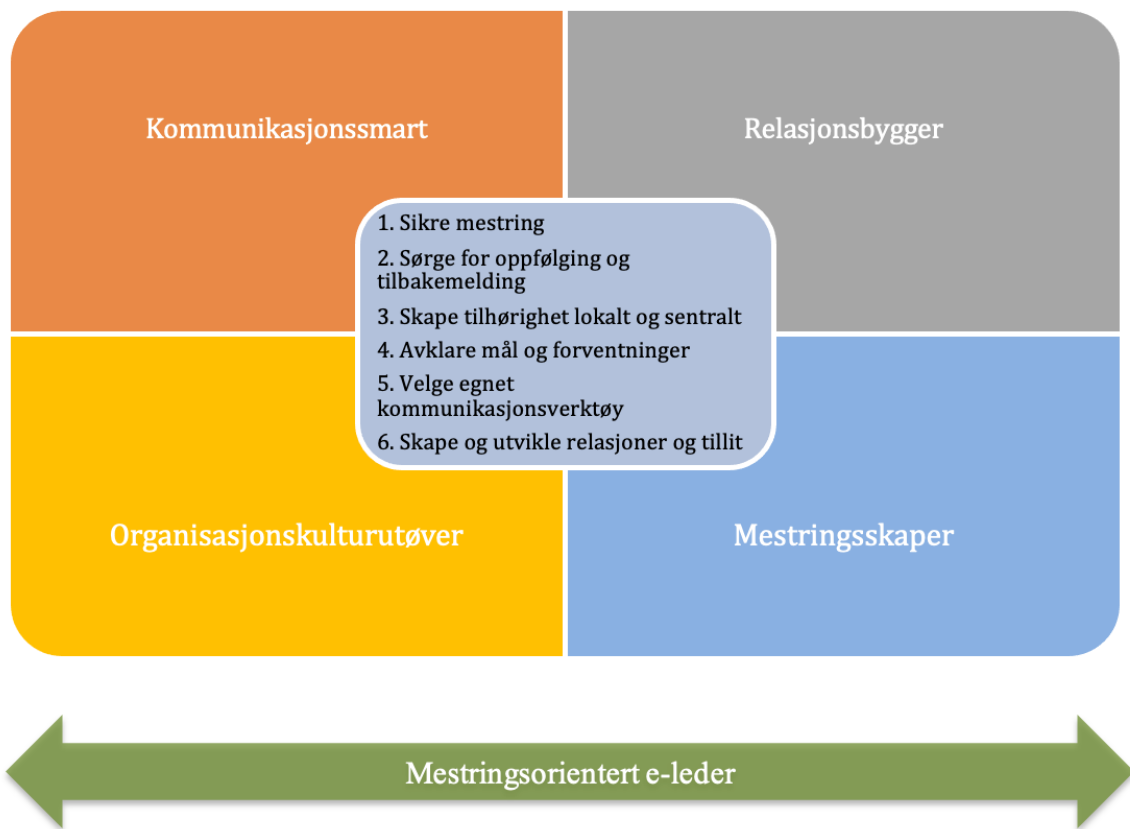 Kommunikasjonssmart
Relasjonsbygger
1. Sikre mestring
2. Sørge for oppfølging og
tilbakemelding
3. Skape tilhørighet lokalt og sentralt
4. Avklare mål og forventninger
5. Velge egnet
kommunikasjonsverktøy
6. Skape og utvikle relasjoner og tillit
Organisasjonskulturutøver
Mestringsskaper
Mestringsorientert e-leder